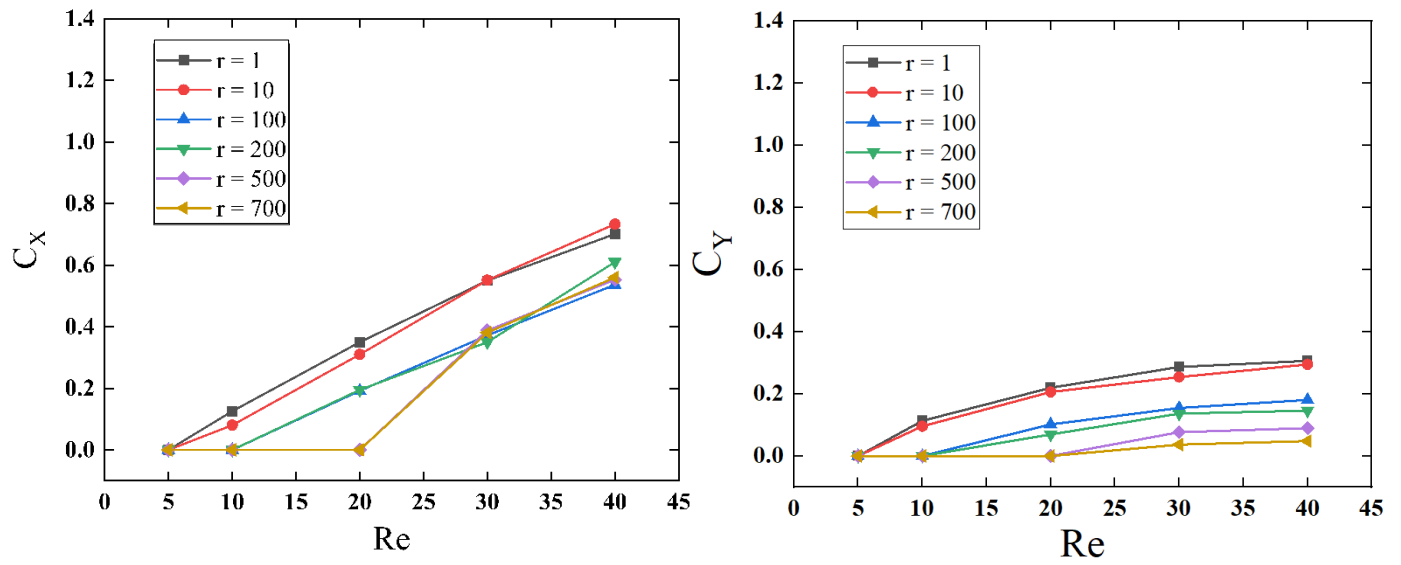 1.4
1.2
1.0
0.8
0.6
0.4
0.2
0.0
C_X
r = 1
r = 10
r = 100
r = 200
r = 500
r = 700
0 5 10 15 20 25 30 35 40 45
Re
1.4
1.2
1.0
0.8
0.6
0.4
0.2
0.0
C_Y
r = 1
r = 10
r = 100
r = 200
r = 500
r = 700
0 5 10 15 20 25 30 35 40 45
Re